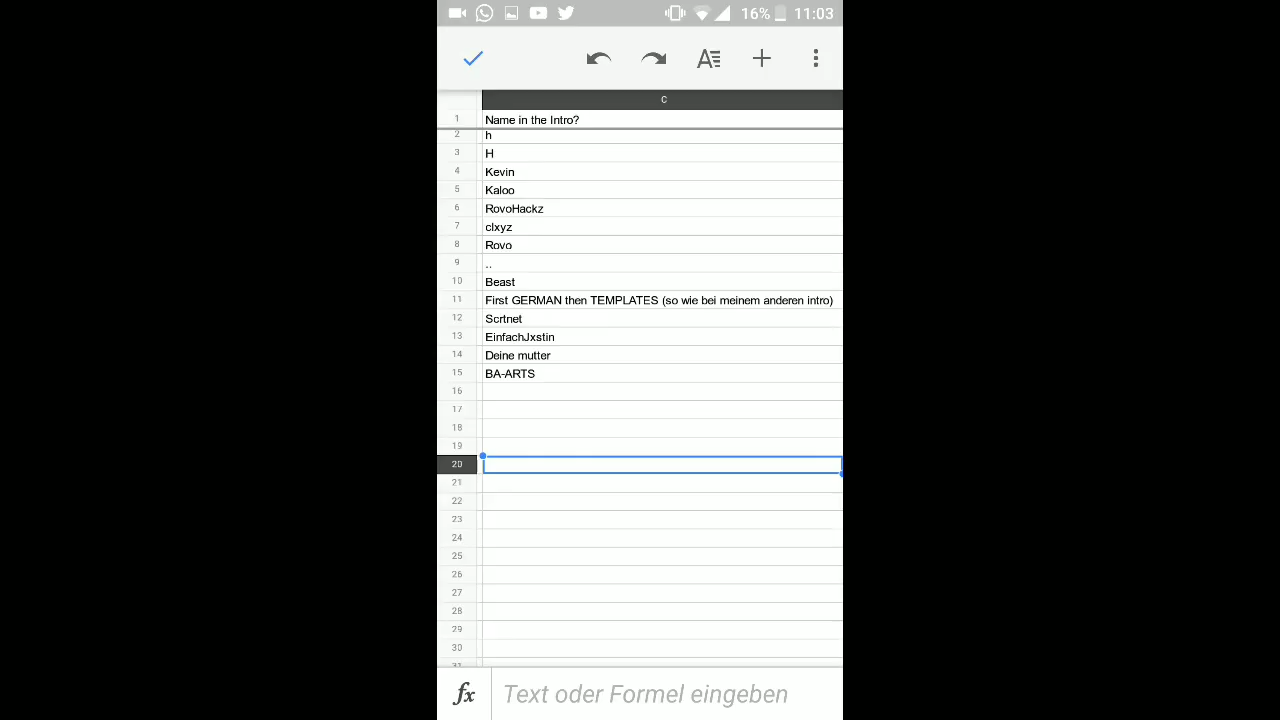 16% 11:03
C
1 Name in the Intro?
2 h
3 H
4 Kevin
5 Kaloo
6 RovoHackz
7 clxyz
8 Rovo
9 ..
10 Beast
11 First GERMAN then TEMPLATES (so wie bei meinem anderen intro)
12 Scrtnet
13 EinfachJxstin
14 Deine mutter
15 BA-ARTS
16
17
18
19
20
21
22
23
24
25
26
27
28
29
30
31
fx Text oder Formel eingeben